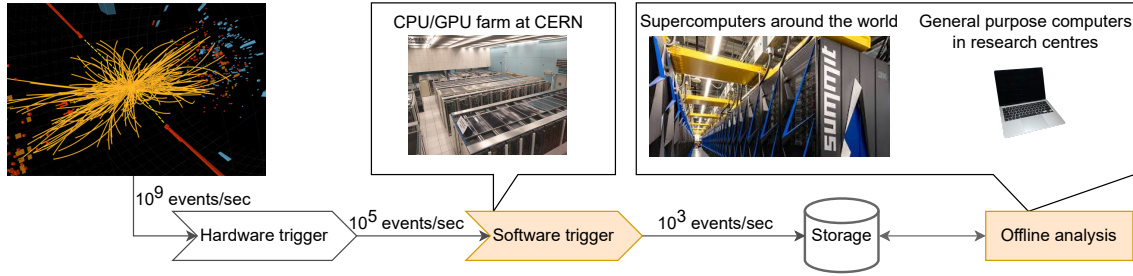 CPU/GPU farm at CERN
Supercomputers around the world
General purpose computers
in research centres
summit
10⁹ events/sec
Hardware trigger
10⁵ events/sec
Software trigger
10³ events/sec
Storage
Offline analysis